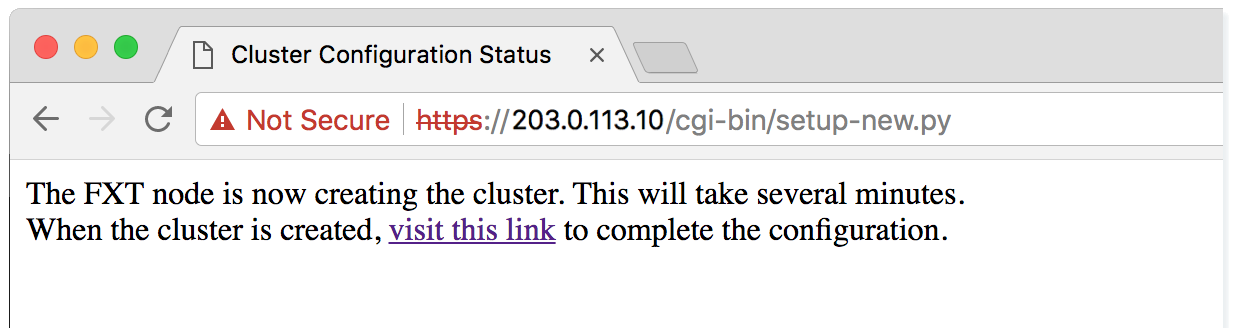 Cluster Configuration Status
Not Secure https://203.0.113.10/cgi-bin/setup-new.py
The FXT node is now creating the cluster. This will take several minutes.
When the cluster is created, visit this link to complete the configuration.